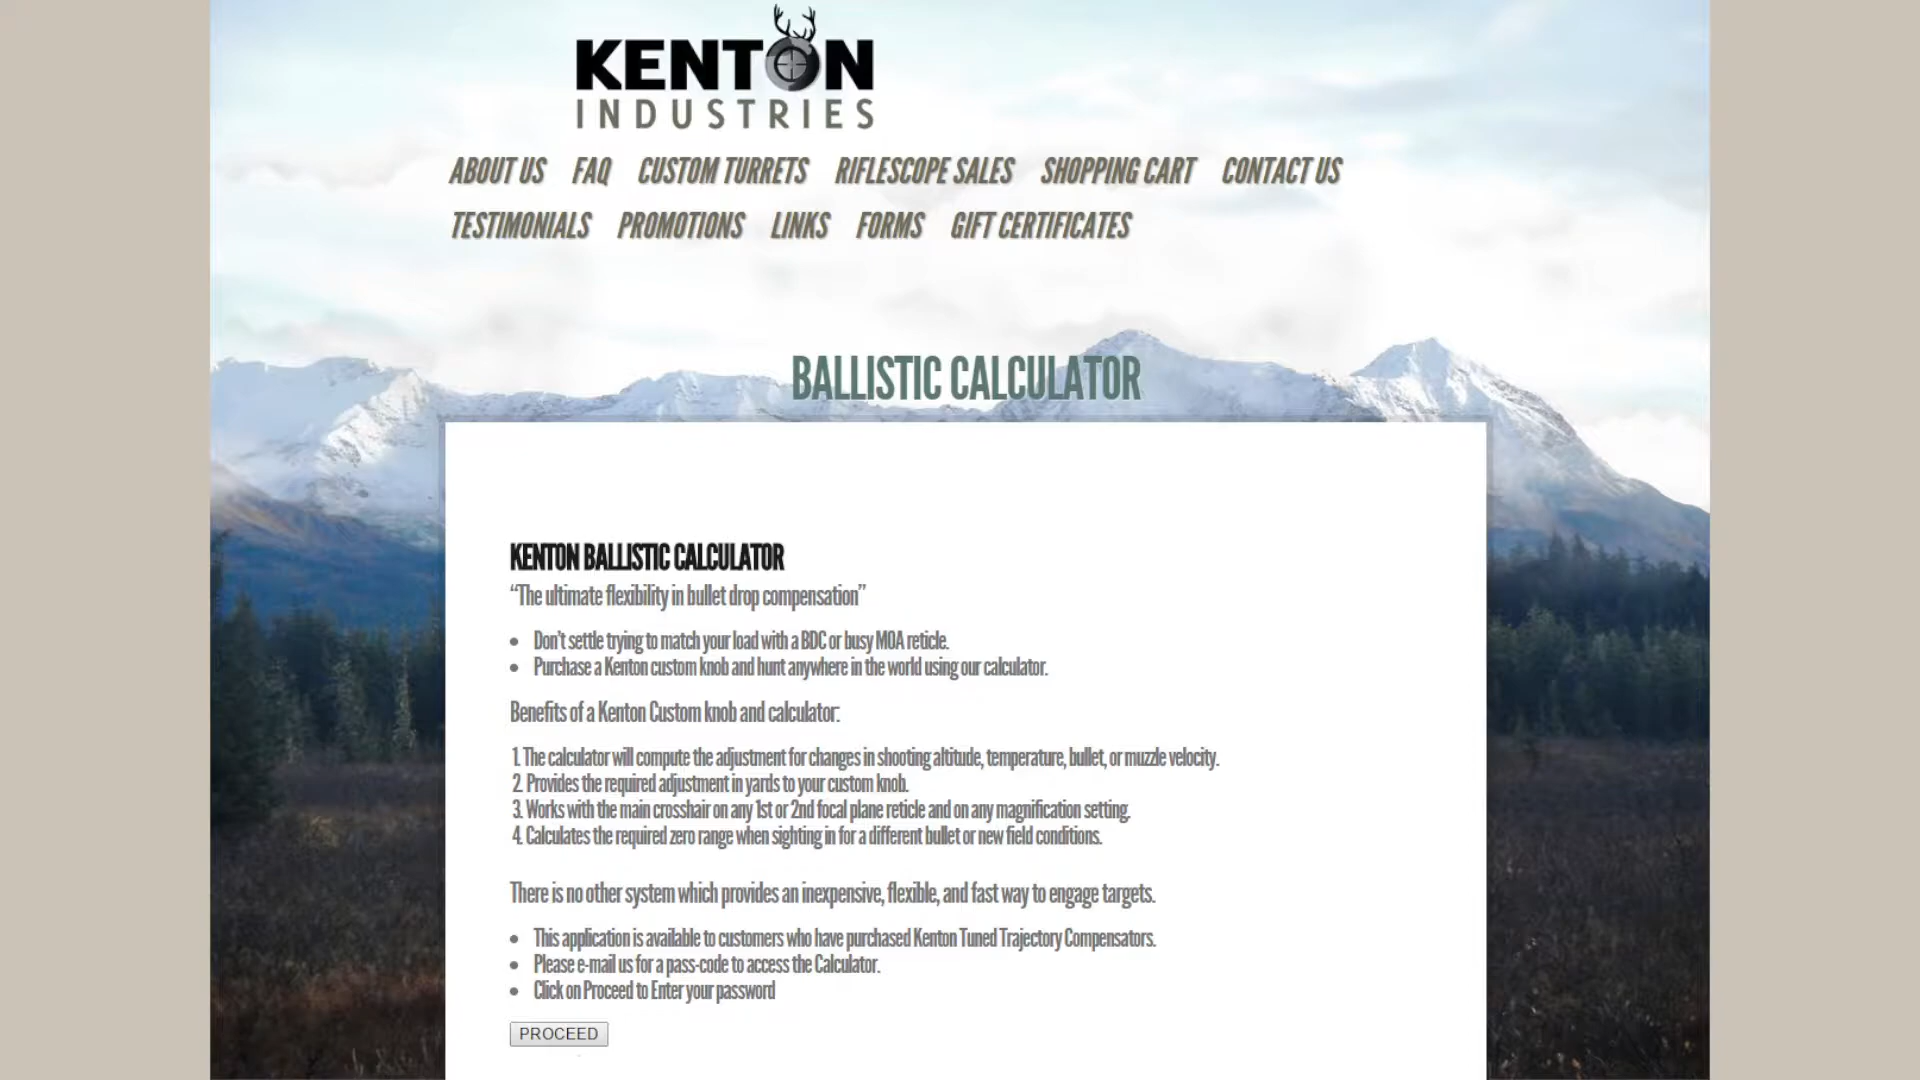 KENTON
INDUSTRIES
ABOUT US FAQ CUSTOM TURRETS RIFLESCOPE SALES SHOPPING CART CONTACT US
TESTIMONIALS PROMOTIONS LINKS FORMS GIFT CERTIFICATES
BALLISTIC CALCULATOR
KENTON BALLISTIC CALCULATOR
“The ultimate flexibility in bullet drop compensation”
• Don't settle trying to match your load with a BDC or busy MOA reticle.
• Purchase a Kenton custom knob and hunt anywhere in the world using our calculator.
Benefits of a Kenton Custom knob and calculator:
1. The calculator will compute the adjustment for changes in shooting altitude, temperature, bullet, or muzzle velocity.
2. Provides the required adjustment in yards to your custom knob.
3. Works with the main crosshair on any 1st or 2nd focal plane reticle and on any magnification setting.
4. Calculates the required zero range when sighting in for a different bullet or new field conditions.
There is no other system which provides an inexpensive, flexible, and fast way to engage targets.
• This application is available to customers who have purchased Kenton Tuned Trajectory Compensators.
• Please e-mail us for a pass-code to access the Calculator.
• Click on Proceed to Enter your password
PROCEED